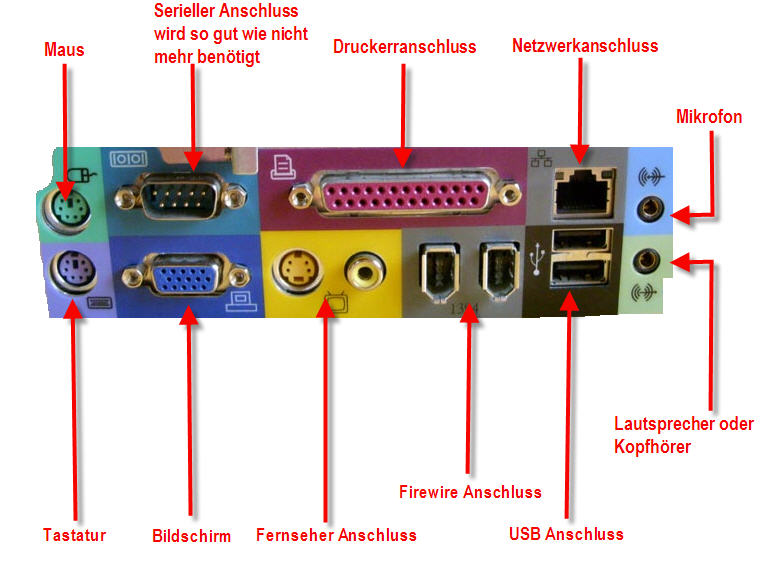 Maus
Serieller Anschluss
wird so gut wie nicht
mehr benötigt
Druckerranschluss
Netzwerkanschluss
Mikrofon
1394
Lautsprecher oder
Kopfhörer
Firewire Anschluss
Tastatur
Bildschirm
Fernseher Anschluss
USB Anschluss